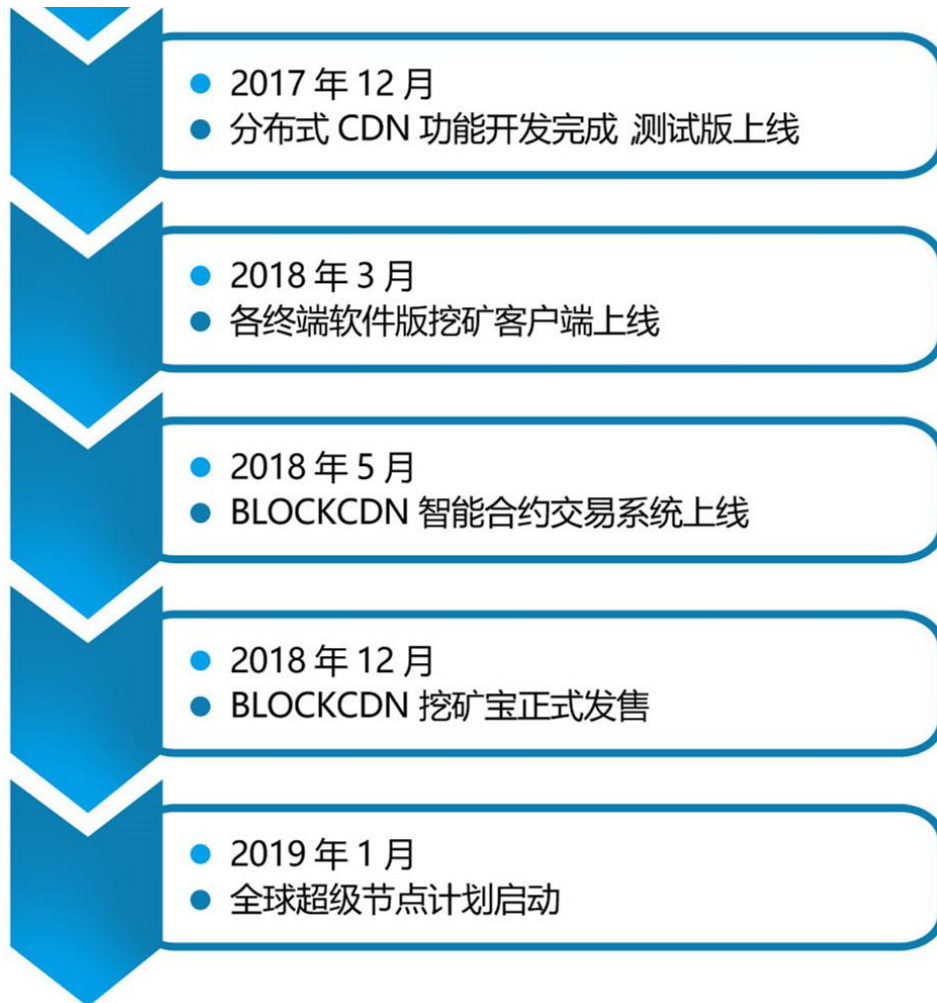 2017 年 12 月
分布式 CDN 功能开发完成 ,测试版上线
2018 年 3 月
各终端软件版挖矿客户端上线
2018 年 5 月
BLOCKCDN 智能合约交易系统上线
2018 年 12 月
BLOCKCDN 挖矿宝正式发售
2019 年 1 月
全球超级节点计划启动